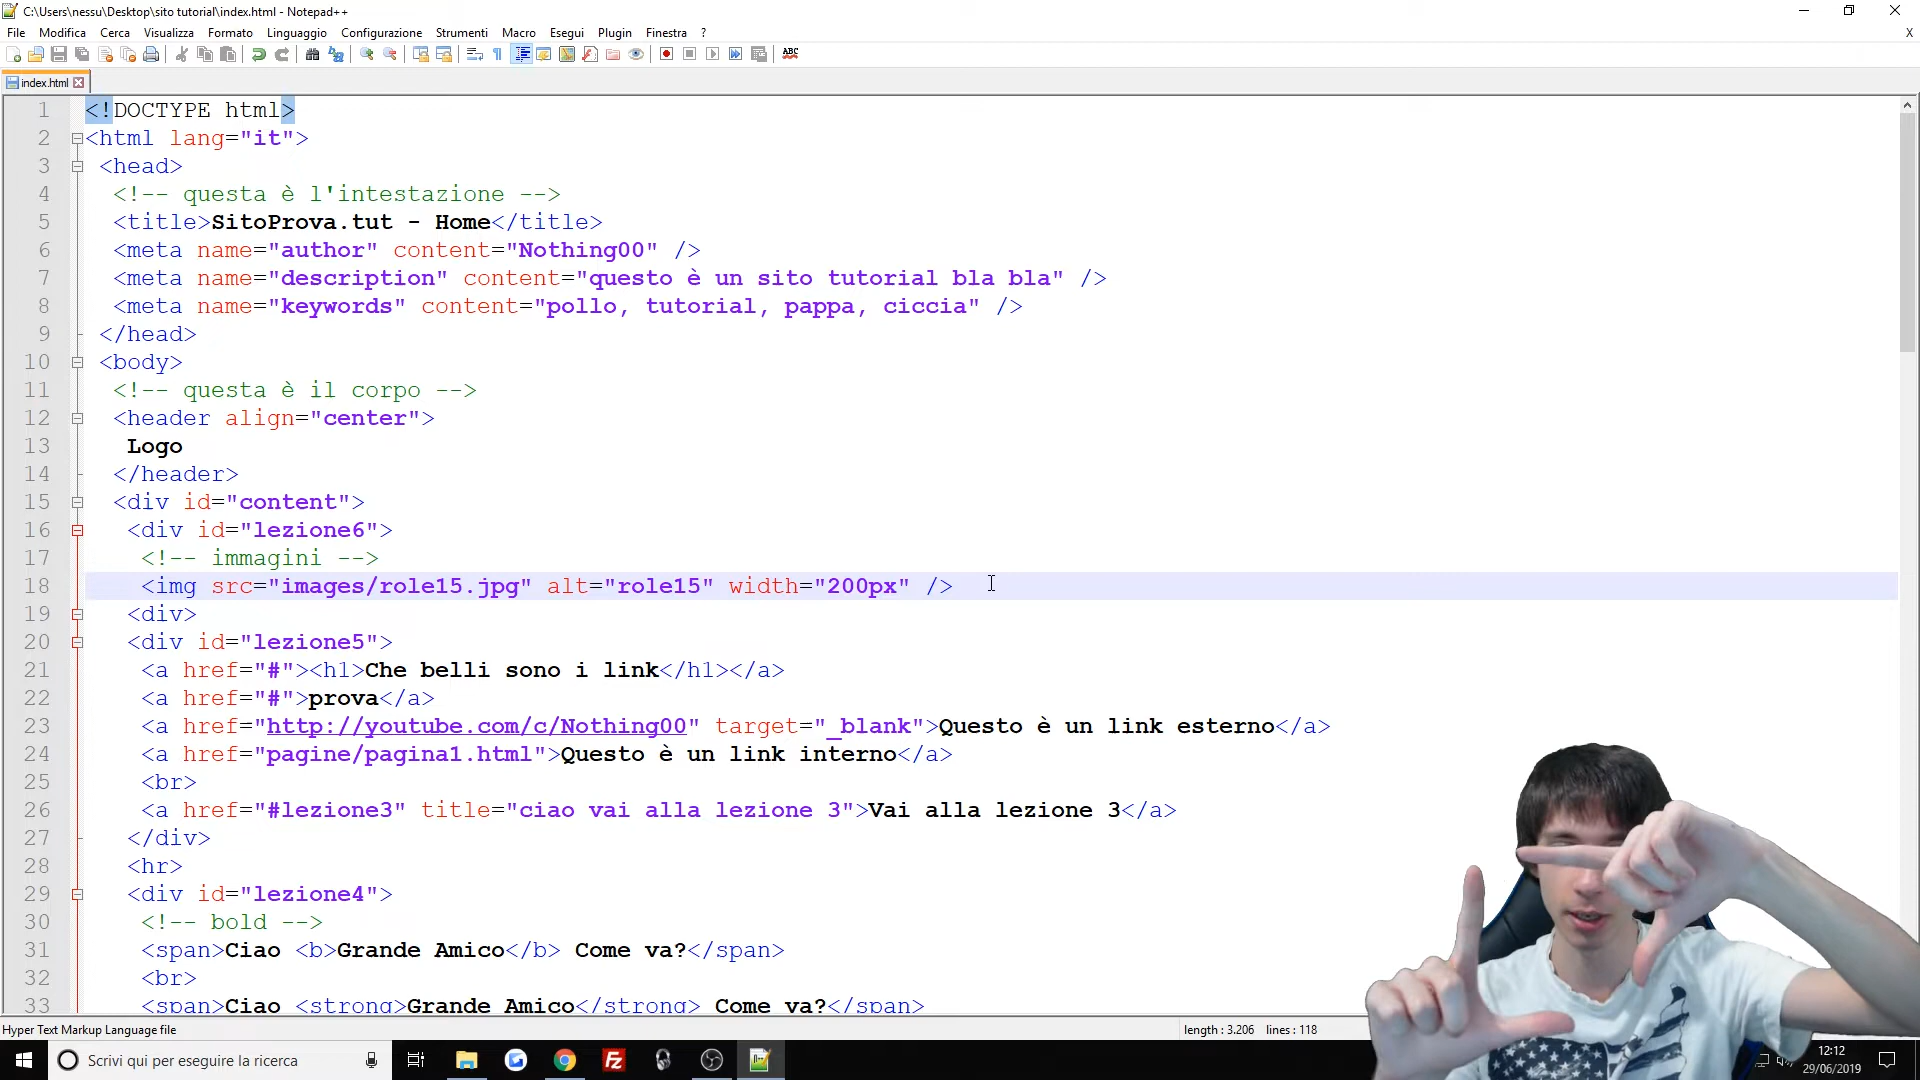 C:\Users\nessu\Desktop\sito tutorial\index.html - Notepad++
File Modifica Cerca Visualizza Formato Linguaggio Configurazione Strumenti Macro Esegui Plugin Finestra ? X
ABC
index.html
1 <!DOCTYPE html>
2 <html lang="it">
3 <head>
4 <!-- questa è l'intestazione -->
5 <title>SitoProva.tut - Home</title>
6 <meta name="author" content="Nothing00" />
7 <meta name="description" content="questo è un sito tutorial bla bla" />
8 <meta name="keywords" content="pollo, tutorial, pappa, ciccia" />
9 </head>
10 <body>
11 <!-- questa è il corpo -->
12 <header align="center">
13 Logo
14 </header>
15 <div id="content">
16 <div id="lezione6">
17 <!-- immagini -->
18 <img src="images/role15.jpg" alt="role15" width="200px" />
19 <div>
20 <div id="lezione5">
21 <a href="#"><h1>Che belli sono i link</h1></a>
22 <a href="#">prova</a>
23 <a href="http://youtube.com/c/Nothing00" target="_blank">Questo è un link esterno</a>
24 <a href="pagine/pagina1.html">Questo è un link interno</a>
25 <br>
26 <a href="#lezione3" title="ciao vai alla lezione 3">Vai alla lezione 3</a>
27 </div>
28 <hr>
29 <div id="lezione4">
30 <!-- bold -->
31 <span>Ciao <b>Grande Amico</b> Come va?</span>
32 <br>
33 <span>Ciao <strong>Grande Amico</strong> Come va?</span>
Hyper Text Markup Language file length : 3.206 lines : 118
Scrivi qui per eseguire la ricerca
Fz
12:12
29/06/2019